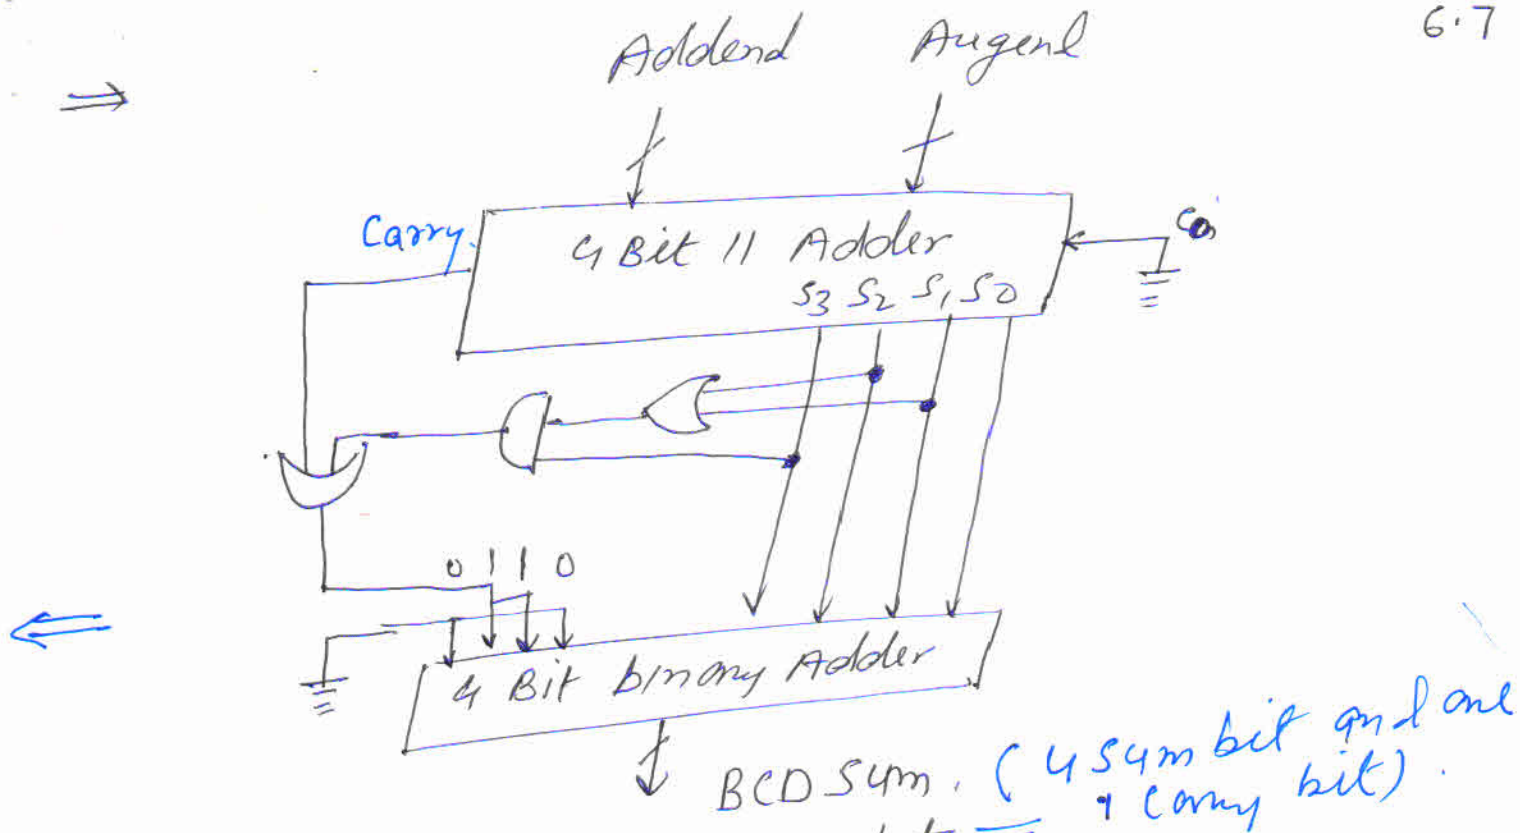 6.7
Addend Augend
Carry.
4 Bit 11 Adder
S3 S2 S1 S0
0 1 1 0
4 Bit binary Adder
BCD Sum. (4 sum bit and one
carry bit).